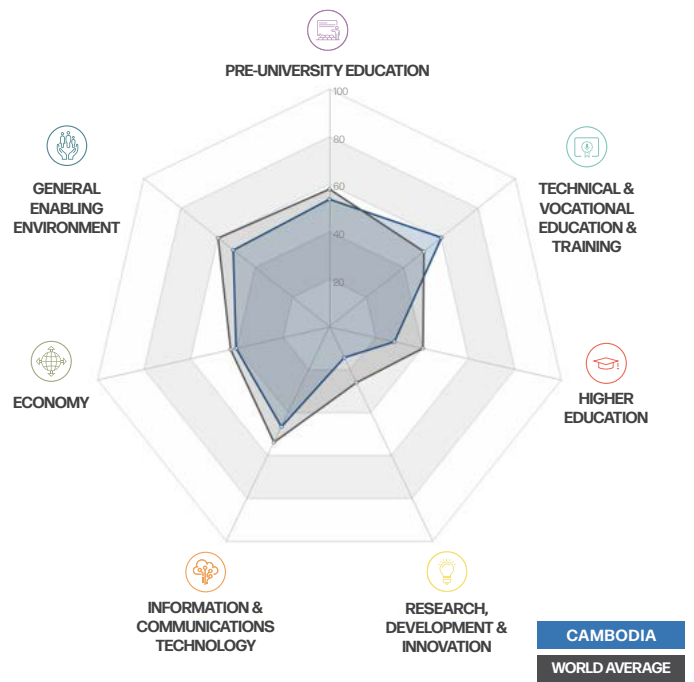 PRE-UNIVERSITY EDUCATION
100
80
60
40
20
GENERAL
ENABLING
ENVIRONMENT
TECHNICAL &
VOCATIONAL
EDUCATION &
TRAINING
ECONOMY
HIGHER
EDUCATION
INFORMATION &
COMMUNICATIONS
TECHNOLOGY
RESEARCH,
DEVELOPMENT &
INNOVATION
CAMBODIA
WORLD AVERAGE